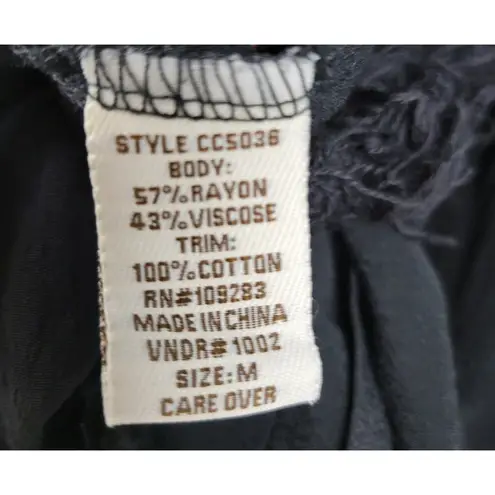 STYLE CC5036
BODY:
57%RAYON
43%VISCOSE
TRIM:
100%COTTON
RN#109283
MADE IN CHINA
VNDR#1002
SIZE:M
CARE OVER